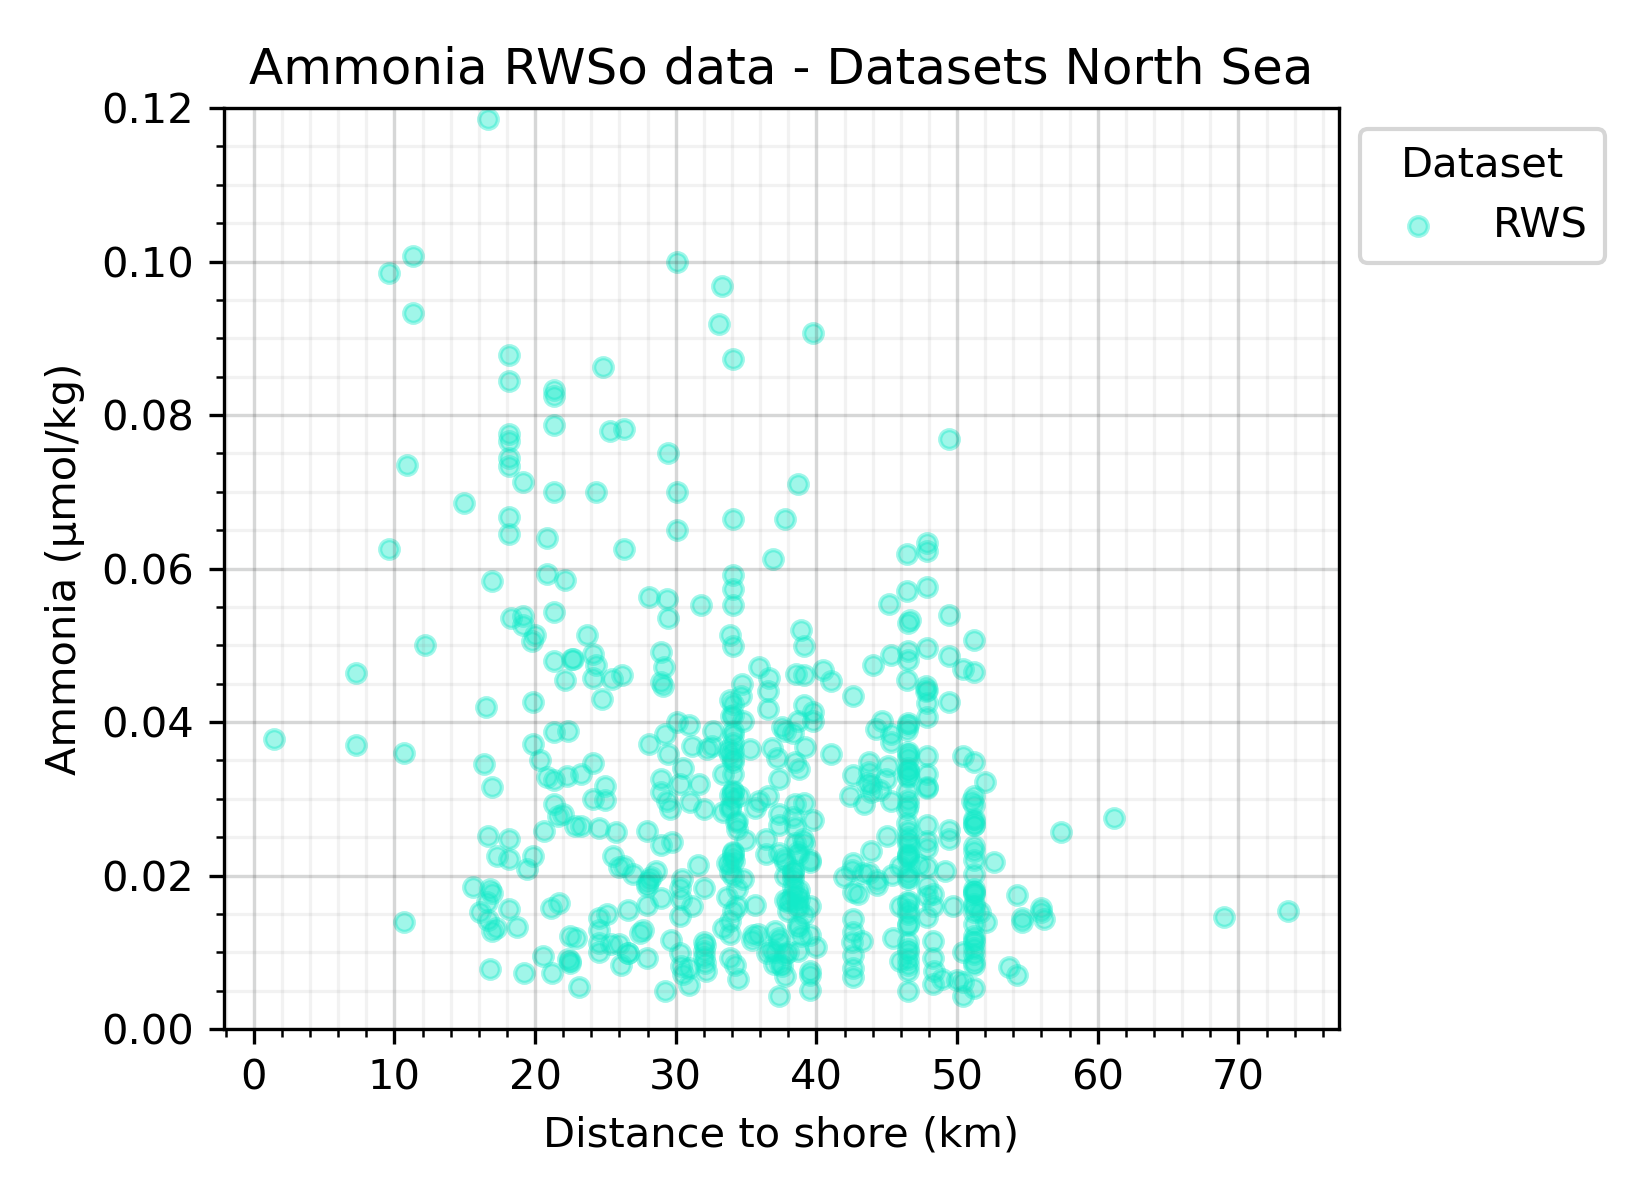 Ammonia RWSo data - Datasets North Sea
0.12
0.10
0.08
0.06
0.04
0.02
0.00
Ammonia (µmol/kg)
0 10 20 30 40 50 60 70
Distance to shore (km)
Dataset
RWS